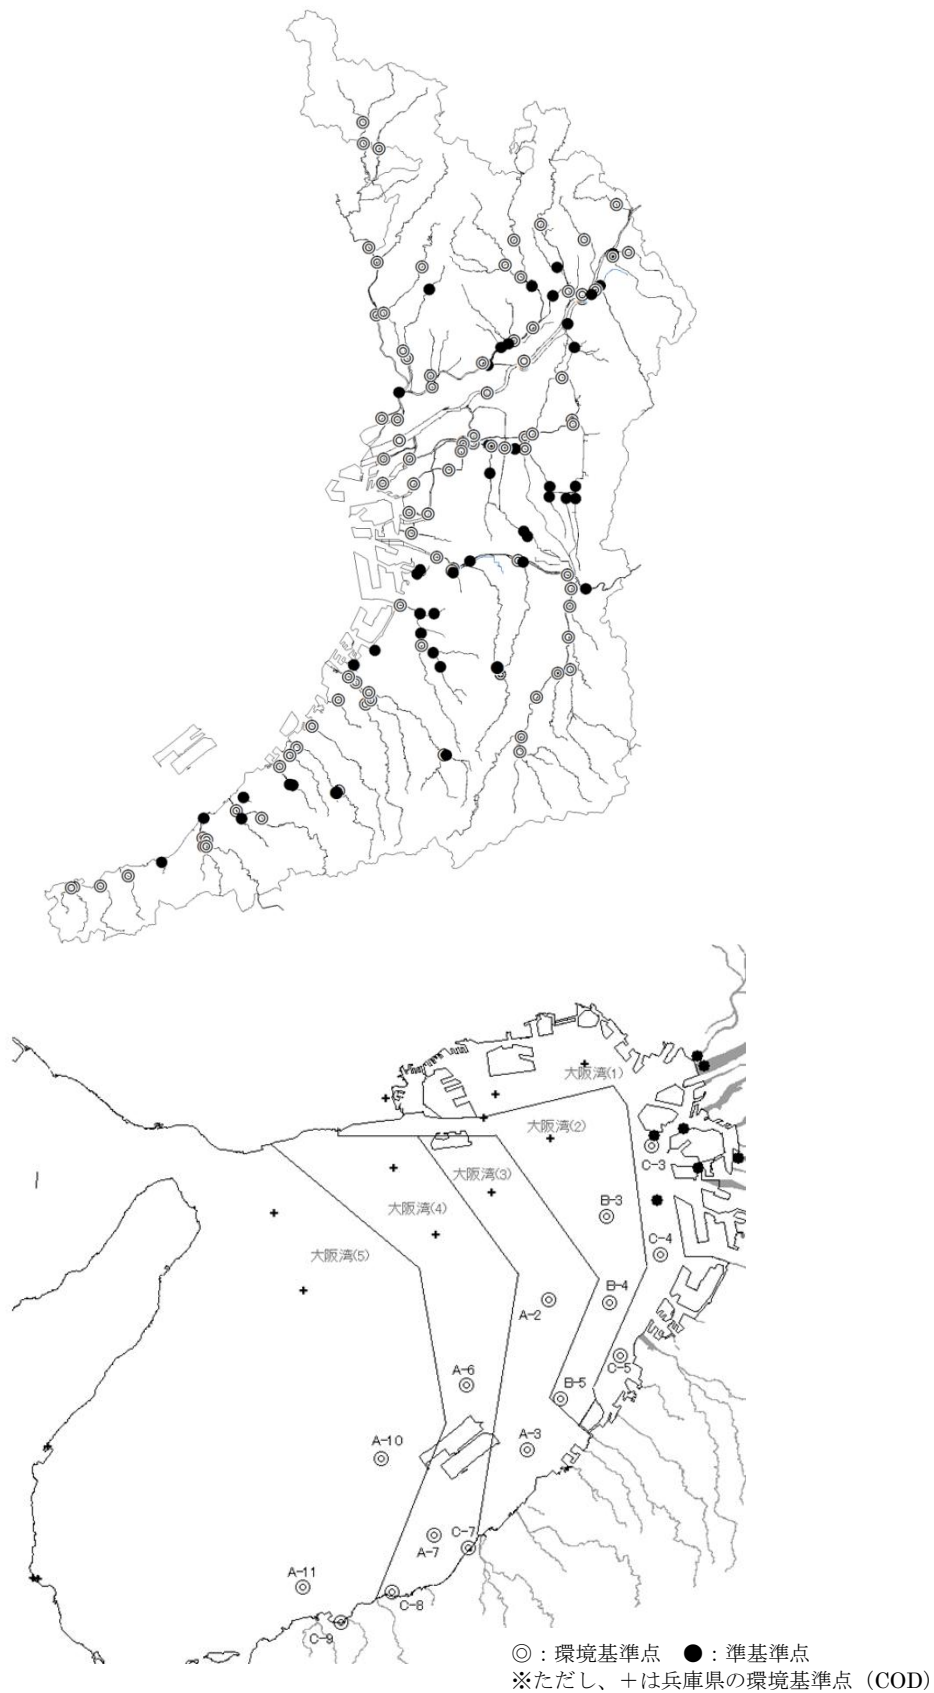 大阪湾(1)
大阪湾(2)
C-3
大阪湾(3)
B-3
大阪湾(4)
C-4
大阪湾(5)
B-4
A-2
C-5
A-6
B-5
A-3
A-10
C-7
A-7
A-11
C-8
C-9
◎：環境基準点　●：準基準点
※ただし、＋は兵庫県の環境基準点（COD）